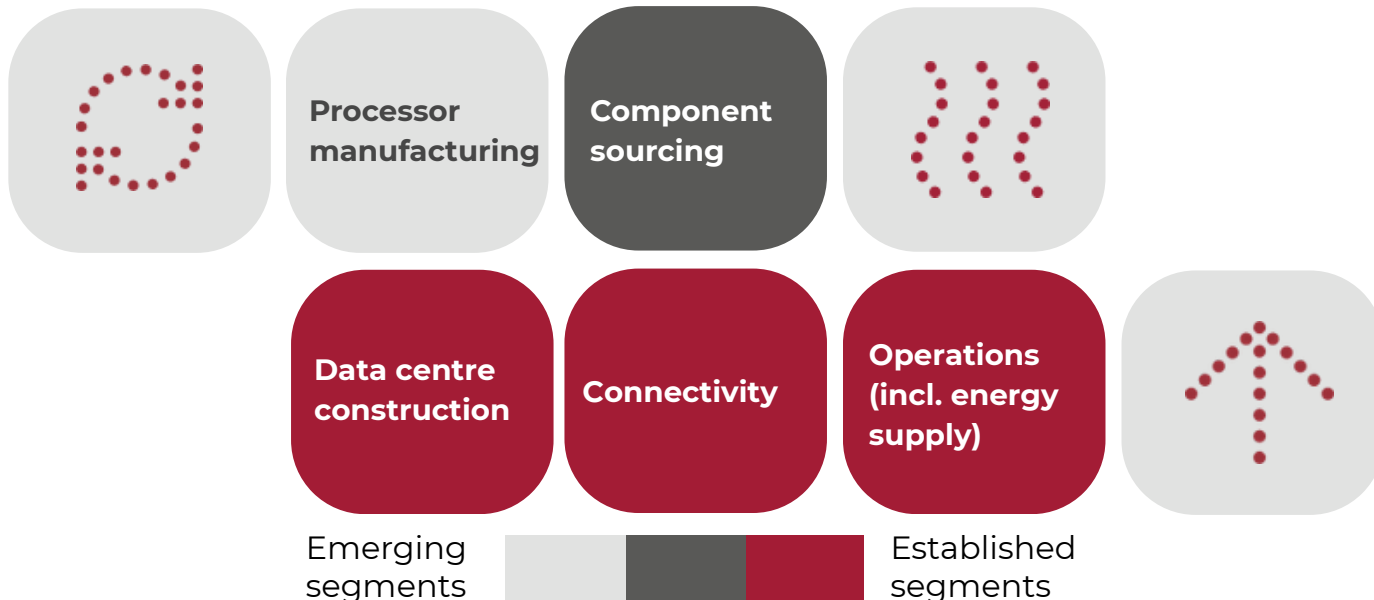 Processor
manufacturing
Component
sourcing
Data centre
construction
Connectivity
Operations
(incl. energy
supply)
Emerging
segments
Established
segments